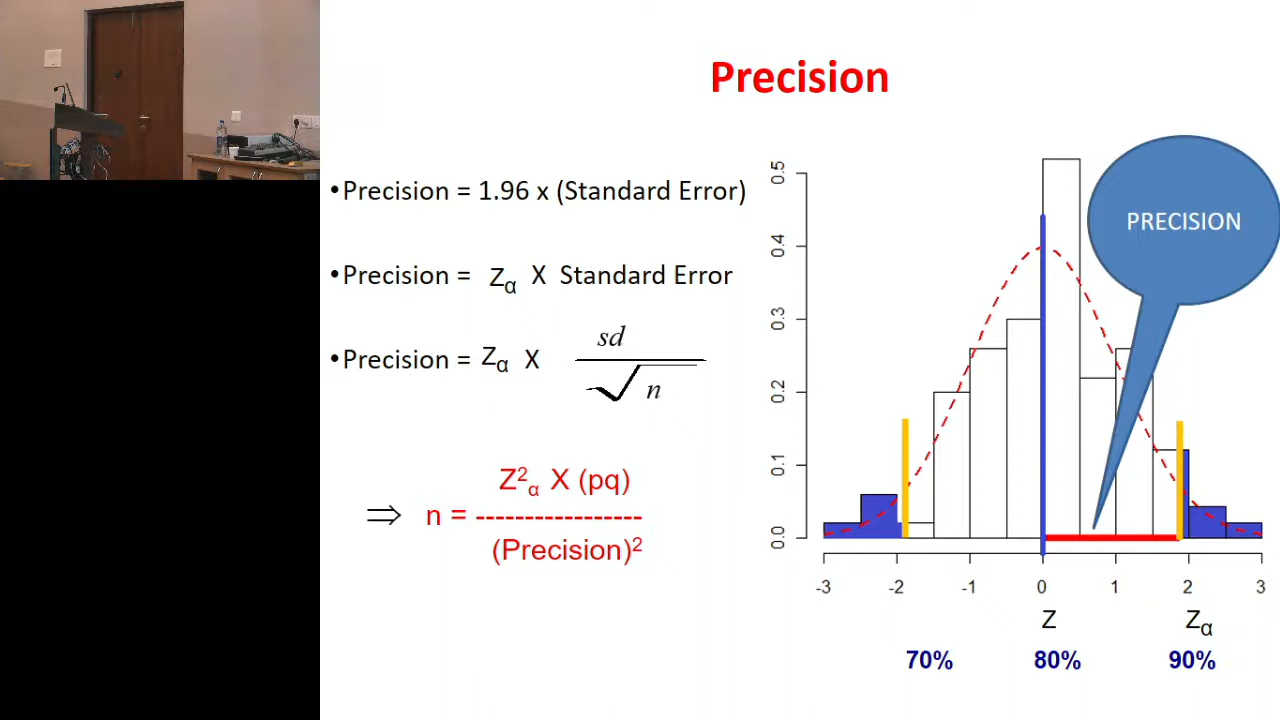 Precision
•Precision = 1.96 x (Standard Error)
•Precision = Zα X Standard Error
•Precision = Zα X sd
√n
⇒ n = Z²α X (pq)
-----------------
(Precision)²
PRECISION
0.5
0.4
0.3
0.2
0.1
0.0
-3 -2 -1 0 1 2 3
Z Zα
70% 80% 90%